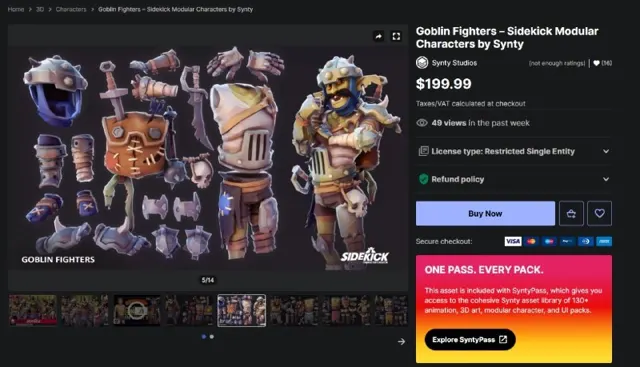 Home > 3D > Characters > Goblin Fighters – Sidekick Modular Characters by Synty
Goblin Fighters – Sidekick Modular
Characters by Synty
Synty Studios
(not enough ratings)
(16)
$199.99
Taxes/VAT calculated at checkout
49 views in the past week
License type: Restricted Single Entity
Refund policy
Buy Now
Secure checkout:
VISA
GOBLIN FIGHTERS
SIDEKICK
5/14
ONE PASS. EVERY PACK.
This asset is included with SyntyPass, which gives you
access to the cohesive Synty asset library of 130+
animation, 3D art, modular character, and UI packs.
Explore SyntyPass